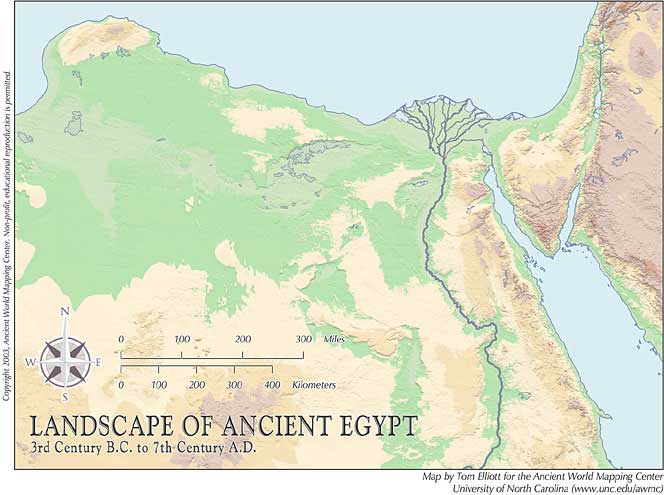 Copyright 2003, Ancient World Mapping Center. Non-profit, educational reproduction is permitted.
N
W
E
S
0 100 200 300 Miles
0 100 200 300 400 Kilometers
LANDSCAPE OF ANCIENT EGYPT
3rd Century B.C. to 7th Century A.D.
Map by Tom Elliott for the Ancient World Mapping Center
University of North Carolina (www.unc.edu/awmc)